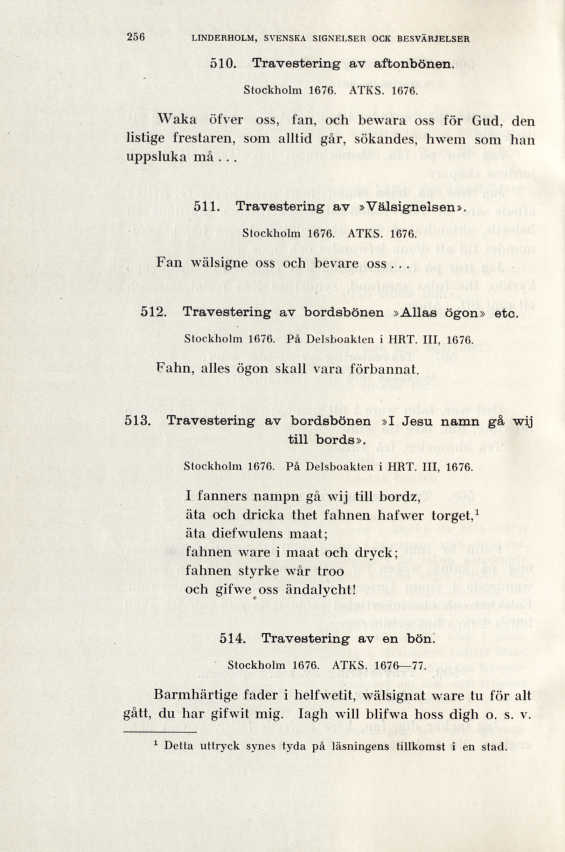 256 LINDERHOLM, SVENSKA SIGNELSER OCK BESVÄRJELSER
510. Travestering av aftonbönen.
Stockholm 1676. ATKS. 1676.
Waka öfver oss, fan, och bewara oss för Gud, den
listige frestaren, som alltid går, sökandes, hwem som han
uppsluka må . . .
511. Travestering av »Välsignelsen».
Stockholm 1676. ATKS. 1676.
Fan wälsigne oss och bevare oss . . .
512. Travestering av bordsbönen »Allas ögon» etc.
Stockholm 1676. På Delsboakten i HRT. III, 1676.
Fahn, alles ögon skall vara förbannat.
513. Travestering av bordsbönen »I Jesu namn gå wij
till bords».
Stockholm 1676. På Delsboakten i HRT. III, 1676.
I fanners nampn gå wij till bordz,
äta och dricka thet fahnen hafwer torget,¹
äta diefwulens maat;
fahnen ware i maat och dryck;
fahnen styrke wår troo
och gifwe oss ändalycht!
514. Travestering av en bön.
Stockholm 1676. ATKS. 1676—77.
Barmhärtige fader i helfwetit, wälsignat ware tu för alt
gått, du har gifwit mig. Iagh will blifwa hoss digh o. s. v.
¹ Detta uttryck synes tyda på läsningens tillkomst i en stad.